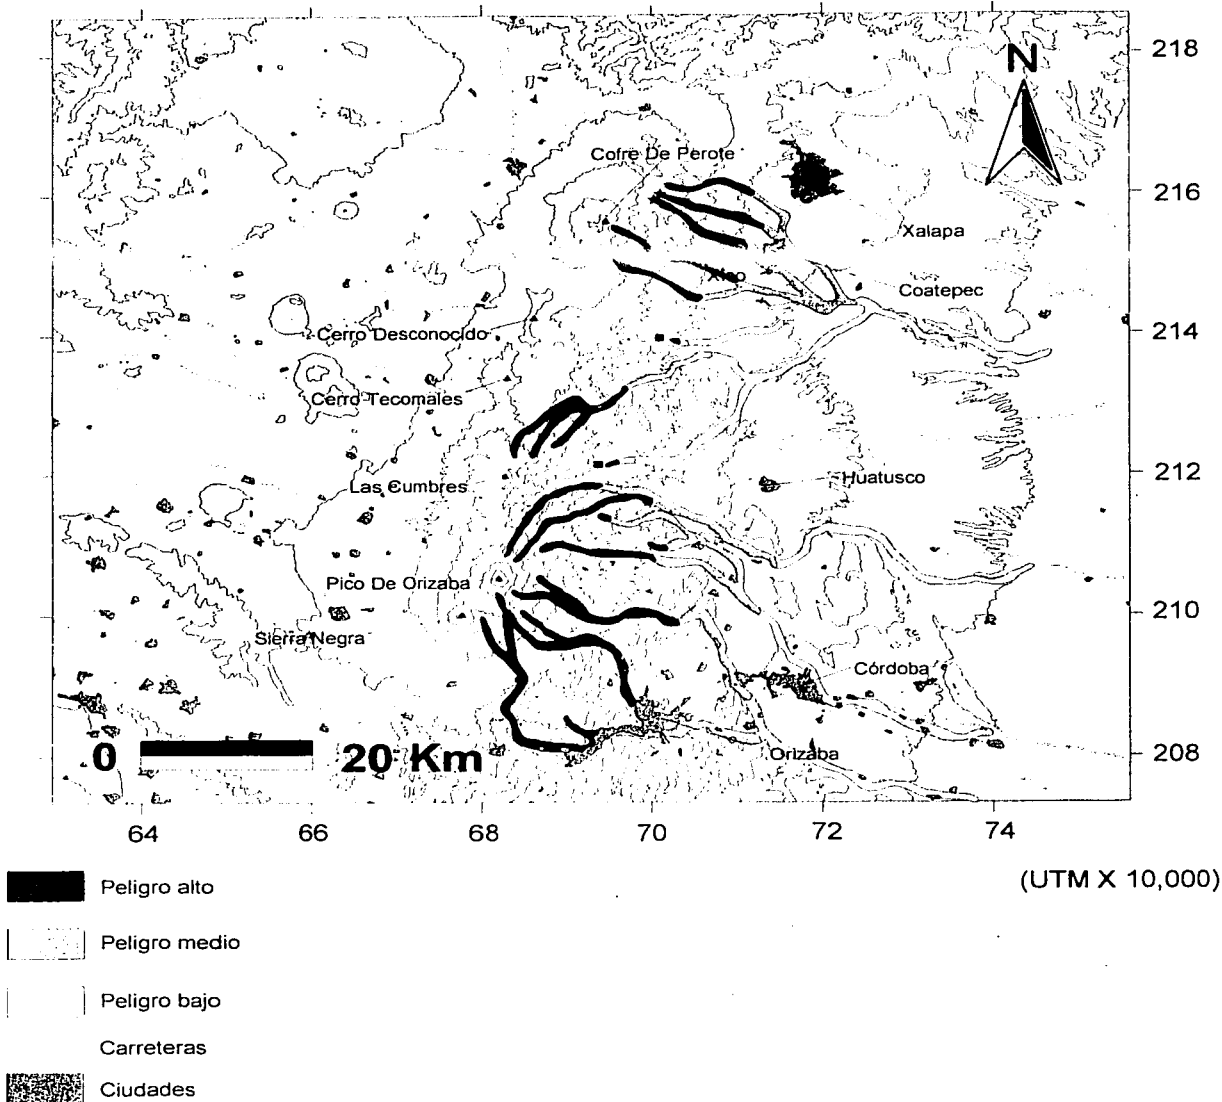 218
N
Cofre De Perote
216
Xalapa
Xico
Coatepec
Cerro Desconocido
214
Cerro Tecomales
Las Cumbres
Huatusco
212
Pico De Orizaba
210
Sierra Negra
Córdoba
0 20 Km
Orizaba
208
64 66 68 70 72 74
(UTM X 10,000)
Peligro alto
Peligro medio
Peligro bajo
Carreteras
Ciudades